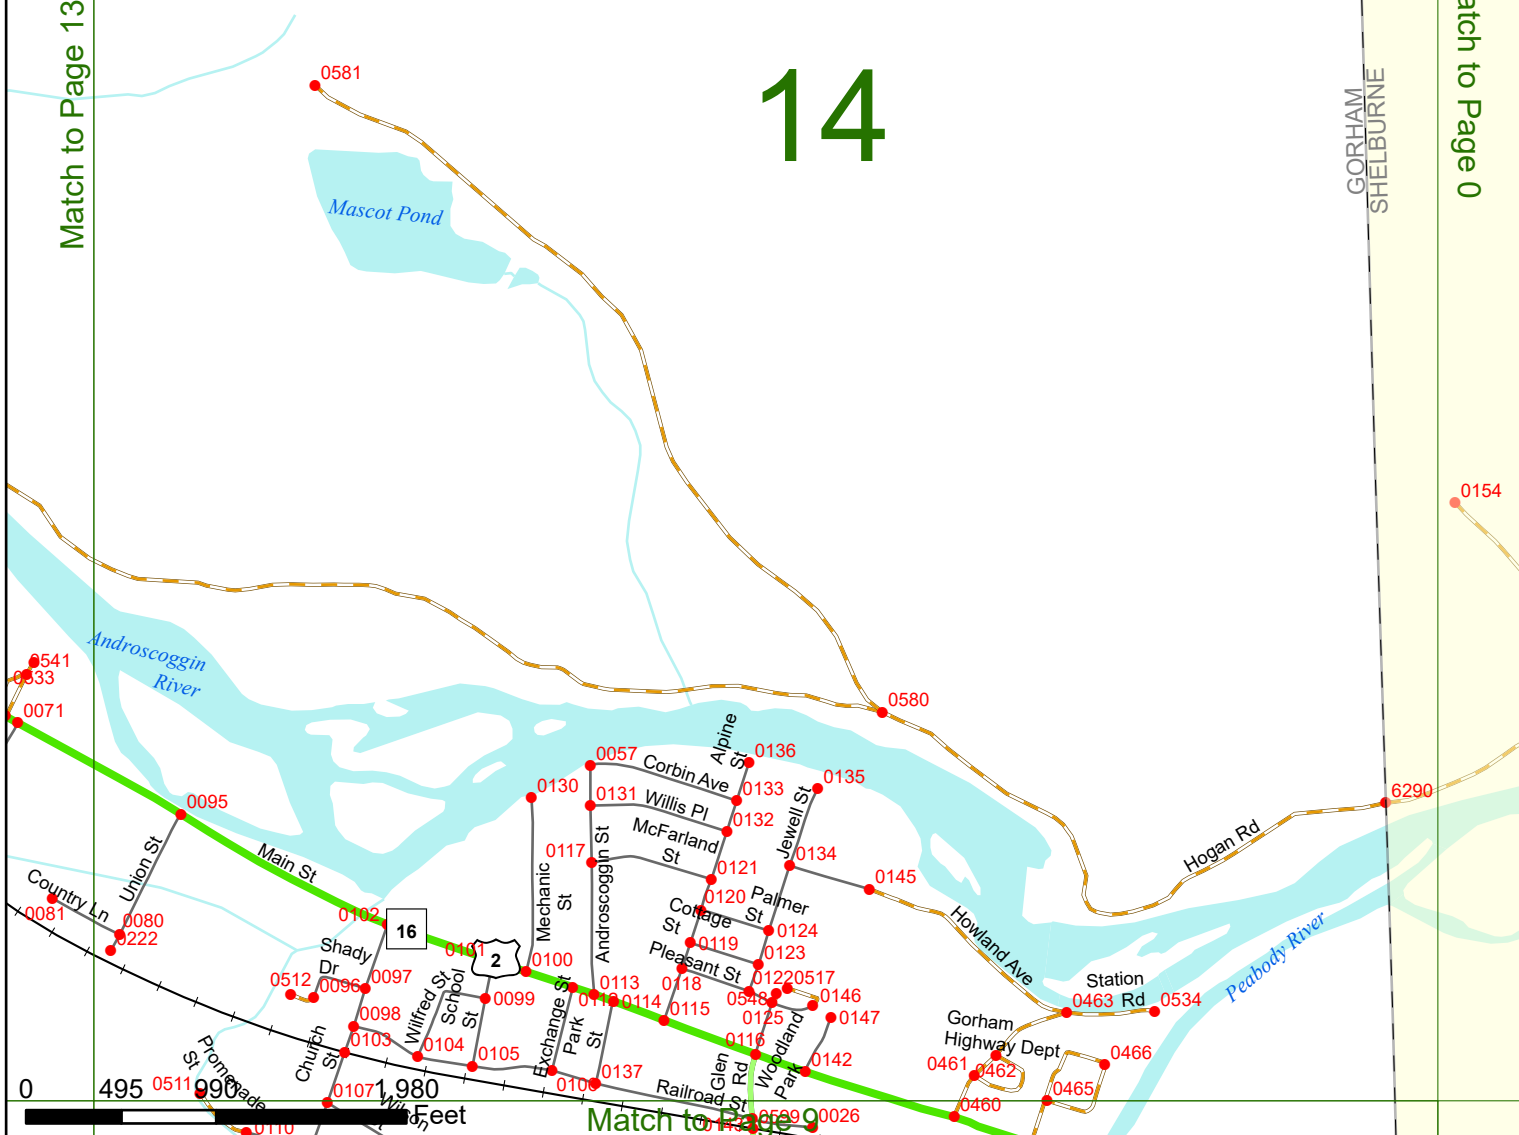 Match to Page 13
0581
14
GORHAM
SHELBURNE
Match to Page 0
Mascot Pond
0154
Androscoggin
River
0541
0533
0071
0580
Alpine
St
0136
0057
Corbin Ave
0135
0130
0133
6290
0131
Willis Pl
0095
0132
Jewell St
McFarland
St
Hogan Rd
Main St
Union St
0117
0134
0121
0145
Country Ln
0081
0080
0222
Mechanic
St
Androscoggin St
0120
Palmer
St
Cottage
St
0102
16
0124
Howland Ave
Peabody River
0101
2
0119
Shady
Dr
0100
Pleasant St
0123
0097
0512
0096
Wilfred St
School
St
0099
Exchange St
0113
0114
0118
0122
0517
0548
0146
Station
Rd
0463
0534
0098
0115
0125
0147
Gorham
Highway Dept
Church
St
0103
0104
0105
Park
St
0116
Woodland
Park
0142
0461
0462
0466
Promenade
St
0511
0106
0137
Glen
Rd
0465
0 495 990 1,980
Feet
0107
Wilson
Railroad St
0460
0110
Match to Page 9
0599
0026